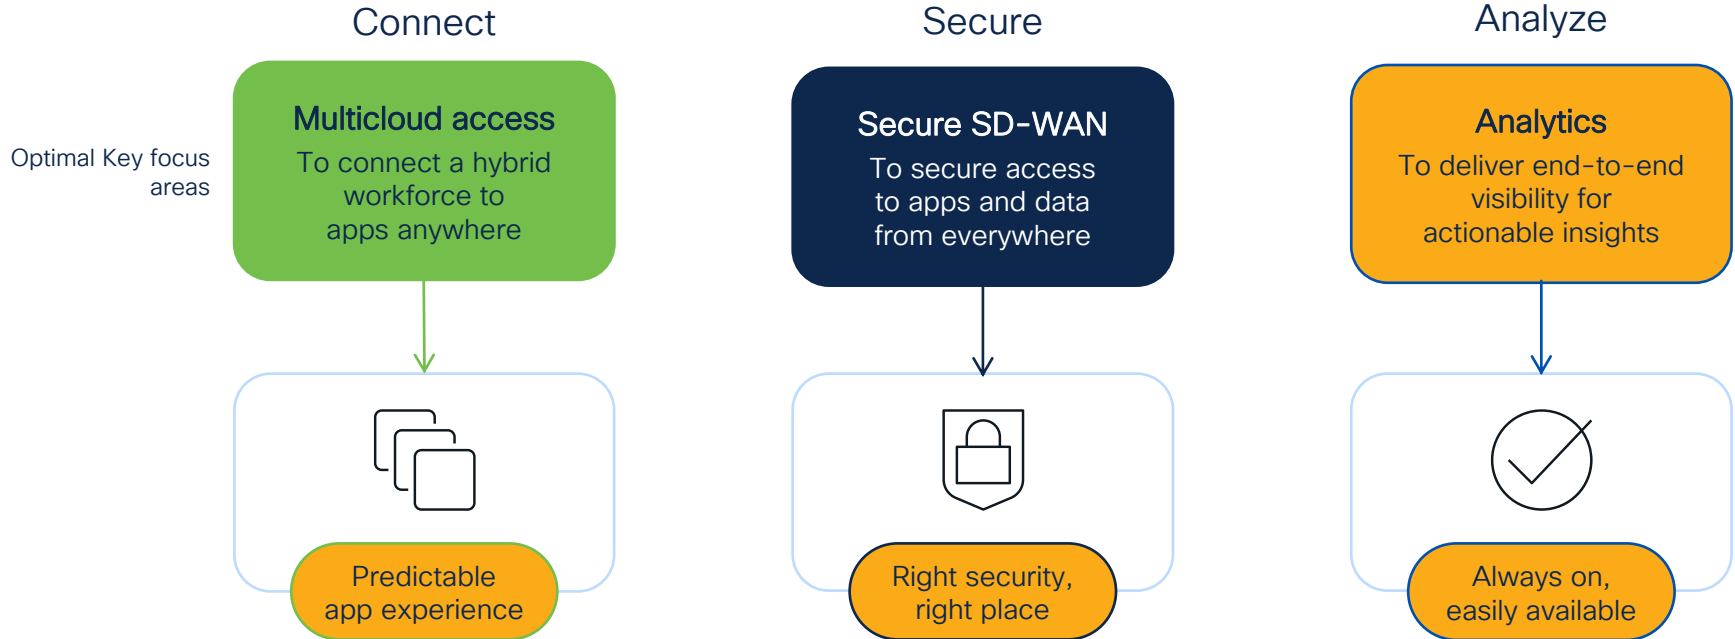 Connect
Secure
Analyze
Optimal Key focus
areas
Multicloud access
To connect a hybrid
workforce to
apps anywhere
Secure SD-WAN
To secure access
to apps and data
from everywhere
Analytics
To deliver end-to-end
visibility for
actionable insights
Predictable
app experience
Right security,
right place
Always on,
easily available